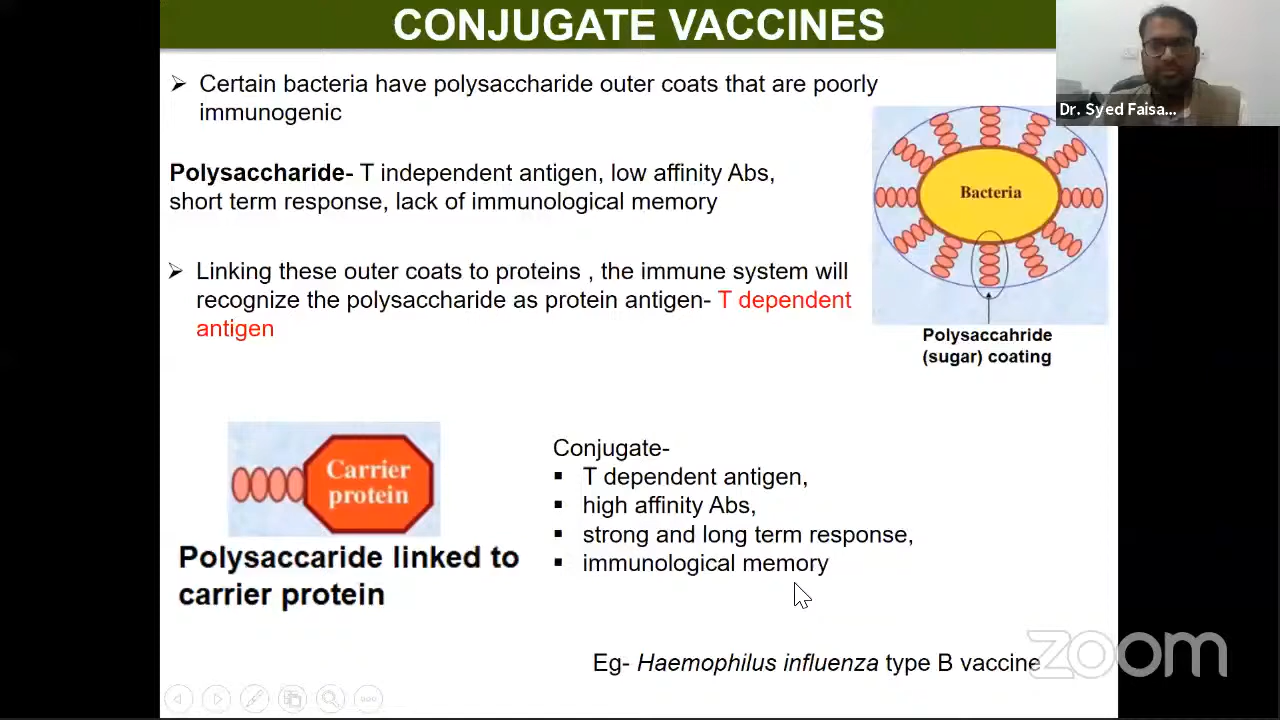 CONJUGATE VACCINES
Dr. Syed Faisa...
➢ Certain bacteria have polysaccharide outer coats that are poorly
immunogenic
Polysaccharide- T independent antigen, low affinity Abs,
short term response, lack of immunological memory
➢ Linking these outer coats to proteins , the immune system will
recognize the polysaccharide as protein antigen- T dependent
antigen
Bacteria
Polysaccahride
(sugar) coating
Carrier
protein
Polysaccaride linked to
carrier protein
Conjugate-
▪ T dependent antigen,
▪ high affinity Abs,
▪ strong and long term response,
▪ immunological memory
Eg- Haemophilus influenza type B vaccine
zoom